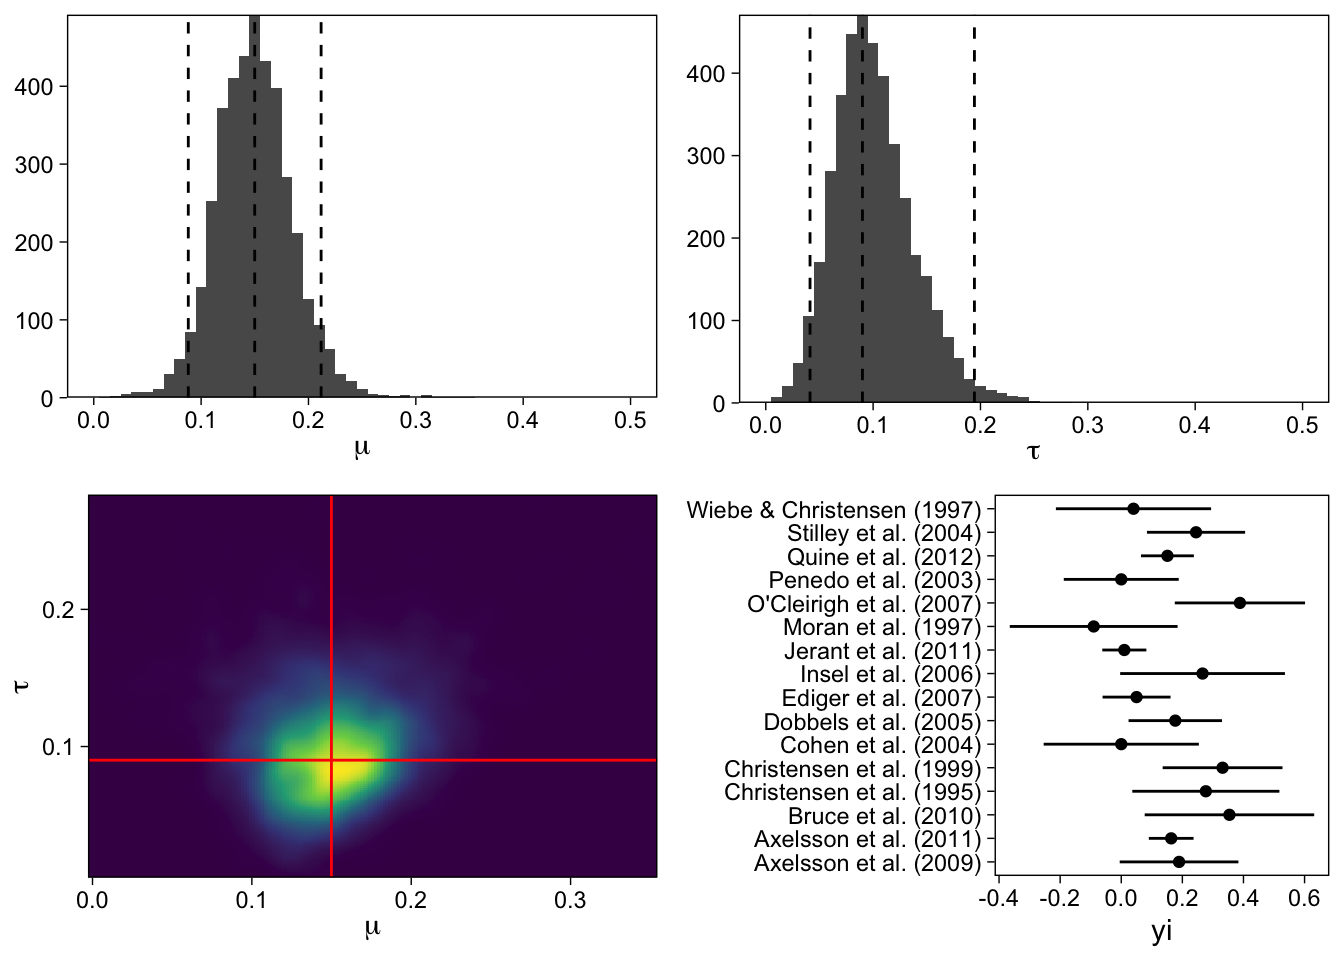 400
300
200
100
0
0.0 0.1 0.2 0.3 0.4 0.5
μ
400
300
200
100
0
0.0 0.1 0.2 0.3 0.4 0.5
τ
0.2
0.1
τ
0.0 0.1 0.2 0.3
μ
Wiebe & Christensen (1997)
Stilley et al. (2004)
Quine et al. (2012)
Penedo et al. (2003)
O'Cleirigh et al. (2007)
Moran et al. (1997)
Jerant et al. (2011)
Insel et al. (2006)
Ediger et al. (2007)
Dobbels et al. (2005)
Cohen et al. (2004)
Christensen et al. (1999)
Christensen et al. (1995)
Bruce et al. (2010)
Axelsson et al. (2011)
Axelsson et al. (2009)
-0.4 -0.2 0.0 0.2 0.4 0.6
yi